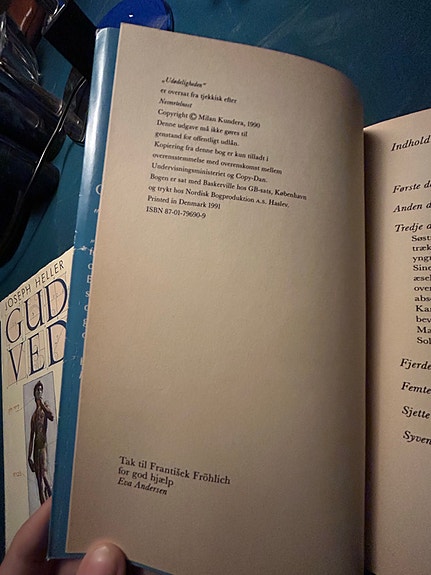 „Udødeligheden"
er oversat fra tjekkisk efter
Nesmrtelnost
Copyright © Milan Kundera, 1990
Denne udgave må ikke gøres til
genstand for offentligt udlån.
Kopiering fra denne bog er kun tilladt i
overensstemmelse med overenskomst mellem
Undervisningsministeriet og Copy-Dan.
Bogen er sat med Baskerville hos GB-sats, København
og trykt hos Nordisk Bogproduktion a.s. Haslev.
Printed in Denmark 1991
ISBN 87-01-79690-9
Tak til Františck Fröhlich
for god hjælp
Eva Andersen
Indhold
Første
Anden
Tredje
Fjerde
Femte
Sjette
Syven
JOSEPH HELLER
GUD
VED